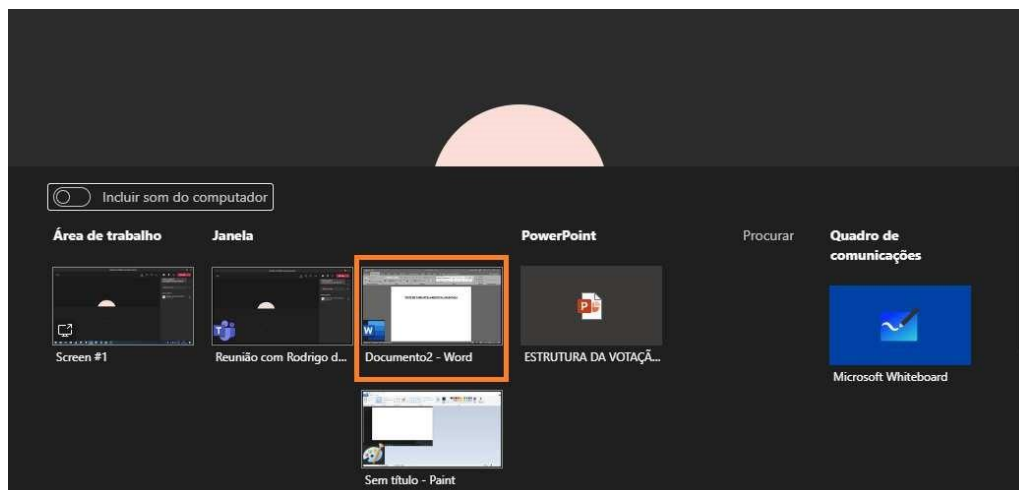 Incluir som do computador
Área de trabalho
Janela
PowerPoint
Procurar
Quadro de
comunicações
Screen #1
Reunião com Rodrigo d...
Documento2 - Word
ESTRUTURA DA VOTAÇÃ...
Microsoft Whiteboard
Sem título - Paint